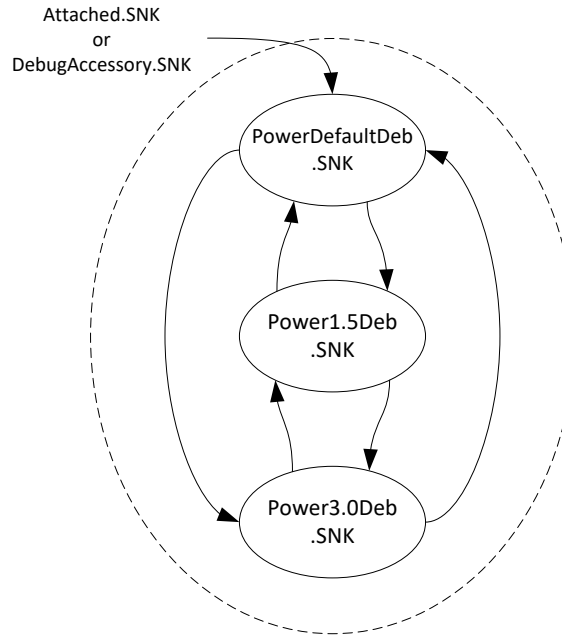 Attached.SNK
or
DebugAccessory.SNK
PowerDefaultDeb
.SNK
Power1.5Deb
.SNK
Power3.0Deb
.SNK